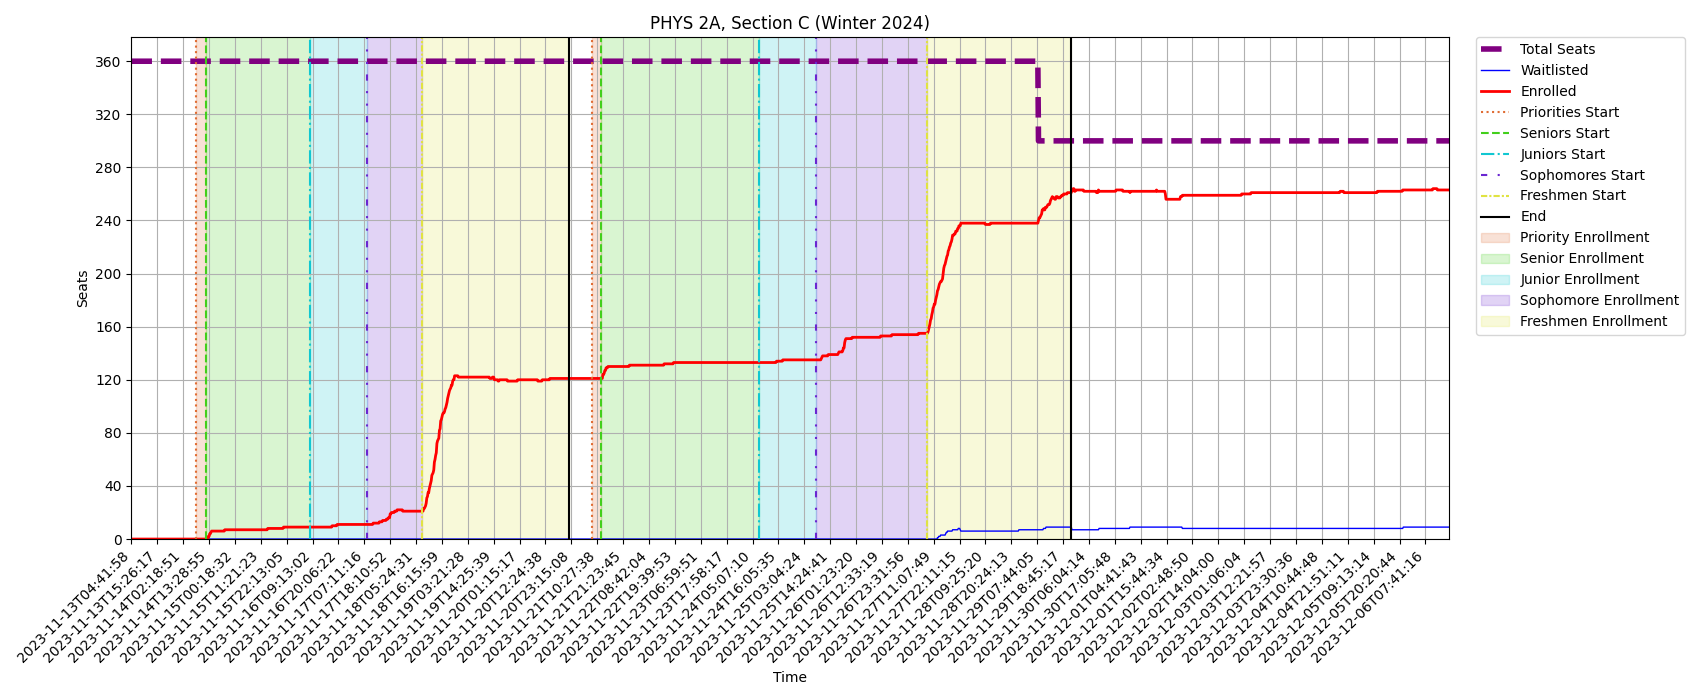 PHYS 2A, Section C (Winter 2024)
Seats
360
320
280
240
200
160
120
80
40
0
2023-11-13T04:41:58
2023-11-13T15:26:17
2023-11-14T02:18:51
2023-11-14T13:28:55
2023-11-15T00:18:32
2023-11-15T11:21:23
2023-11-15T22:13:05
2023-11-16T09:13:02
2023-11-16T20:06:22
2023-11-17T07:11:16
2023-11-17T18:10:52
2023-11-18T05:24:31
2023-11-18T16:15:59
2023-11-19T03:21:28
2023-11-19T14:25:39
2023-11-20T01:15:17
2023-11-20T12:24:38
2023-11-20T23:15:08
2023-11-21T10:27:38
2023-11-21T21:23:45
2023-11-22T08:42:04
2023-11-22T19:39:53
2023-11-23T06:59:51
2023-11-23T17:58:17
2023-11-24T05:07:10
2023-11-24T16:05:35
2023-11-25T03:04:24
2023-11-25T14:24:41
2023-11-26T01:23:20
2023-11-26T12:33:19
2023-11-26T23:31:56
2023-11-27T11:07:49
2023-11-27T22:11:15
2023-11-28T09:25:20
2023-11-28T20:24:13
2023-11-29T07:44:05
2023-11-29T18:45:17
2023-11-30T06:04:14
2023-11-30T17:05:48
2023-12-01T04:41:43
2023-12-01T15:44:34
2023-12-02T02:48:50
2023-12-02T14:04:00
2023-12-03T01:06:04
2023-12-03T12:21:57
2023-12-03T23:30:36
2023-12-04T10:44:48
2023-12-04T21:51:11
2023-12-05T09:13:14
2023-12-05T20:20:44
2023-12-06T07:41:16
Time
Total Seats
Waitlisted
Enrolled
Priorities Start
Seniors Start
Juniors Start
Sophomores Start
Freshmen Start
End
Priority Enrollment
Senior Enrollment
Junior Enrollment
Sophomore Enrollment
Freshmen Enrollment